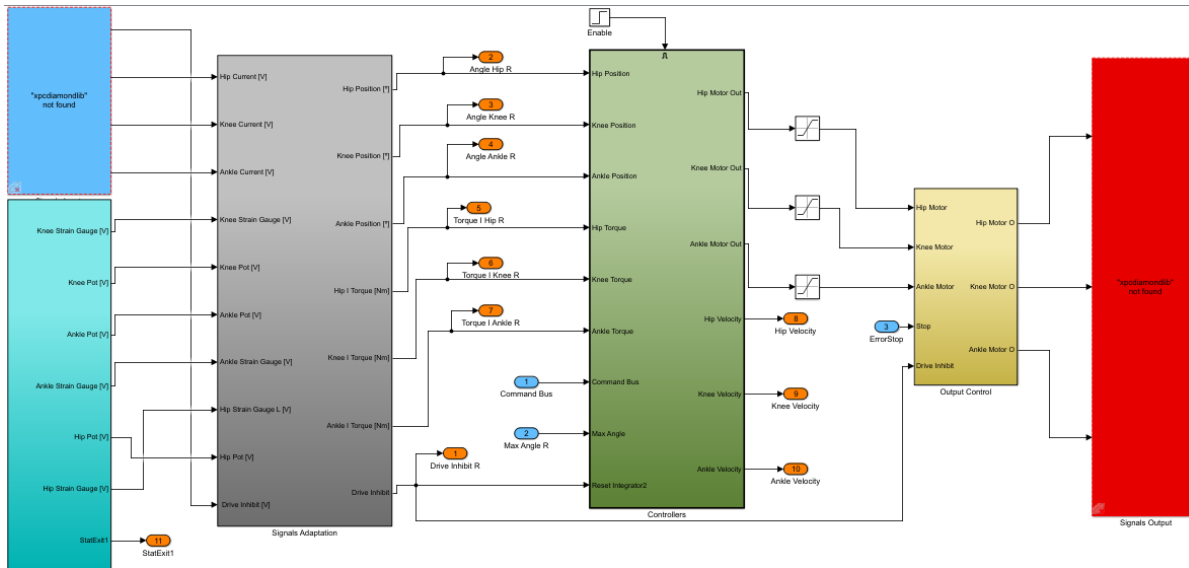 "xpcdiamondlib"
not found
Knee Strain Gauge [V]
Knee Pot [V]
Ankle Pot [V]
Ankle Strain Gauge [V]
Hip Pot [V]
Hip Strain Gauge [V]
StatExit1
11
StatExit1
Hip Current [V]
Knee Current [V]
Ankle Current [V]
Knee Strain Gauge [V]
Knee Pot [V]
Ankle Pot [V]
Ankle Strain Gauge [V]
Hip Strain Gauge L [V]
Hip Pot [V]
Drive Inhibit [V]
Hip Position [º]
Knee Position [º]
Ankle Position [º]
Hip I Torque [Nm]
Knee I Torque [Nm]
Ankle I Torque [Nm]
Drive Inhibit
Signals Adaptation
2
Angle Hip R
3
Angle Knee R
4
Angle Ankle R
5
Torque I Hip R
6
Torque I Knee R
7
Torque I Ankle R
1
Command Bus
2
Max Angle R
1
Drive Inhibit R
Enable
Hip Position
Knee Position
Ankle Position
Hip Torque
Knee Torque
Ankle Torque
Command Bus
Max Angle
Reset Integrator2
Hip Motor Out
Knee Motor Out
Ankle Motor Out
Hip Velocity
Knee Velocity
Ankle Velocity
Controllers
8
Hip Velocity
9
Knee Velocity
10
Ankle Velocity
3
ErrorStop
Hip Motor
Knee Motor
Ankle Motor
Stop
Drive Inhibit
Hip Motor O
Knee Motor O
Ankle Motor O
Output Control
"xpcdiamondlib"
not found
Signals Output